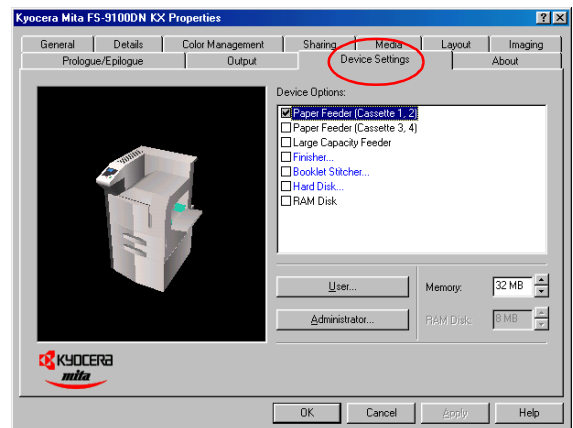 Kyocera Mita FS-9100DN KX Properties
General Details Color Management Sharing Media Layout Imaging
Prologue/Epilogue Output Device Settings About
Device Options:
Paper Feeder (Cassette 1, 2)
Paper Feeder (Cassette 3, 4)
Large Capacity Feeder
Finisher...
Booklet Stitcher...
Hard Disk...
RAM Disk
User... Memory: 32 MB
Administrator... RAM Disk: 8 MB
KYOCERA
mita
OK Cancel Apply Help